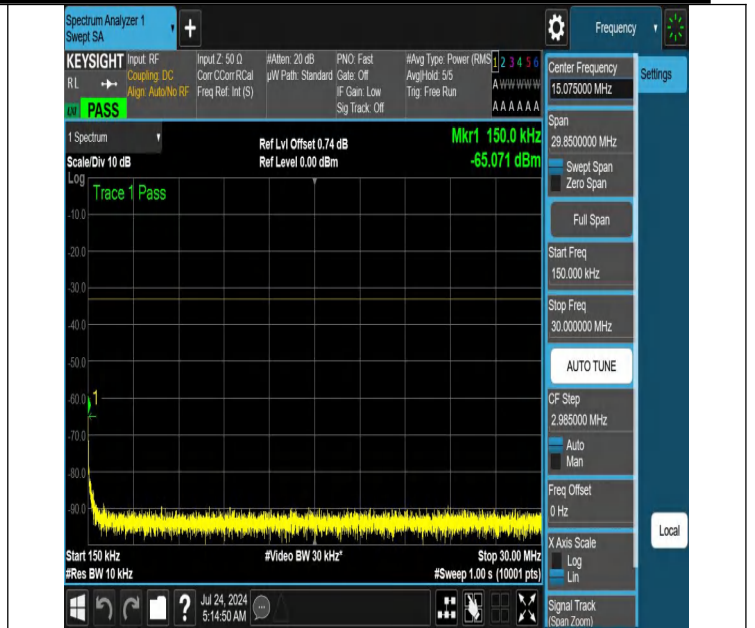 Spectrum Analyzer 1
Swept SA
Frequency
KEYSIGHT
RL
PASS
Input: RF
Coupling: DC
Align: Auto/No RF
Input Z: 50 Ω
Corr CCorr RCal
Freq Ref: Int (S)
#Atten: 20 dB
µW Path: Standard
PNO: Fast
Gate: Off
IF Gain: Low
Sig Track: Off
#Avg Type: Power (RMS
Avg|Hold: 5/5
Trig: Free Run
1 2 3 4 5 6
A W W W W W
A A A A A A
1 Spectrum
Scale/Div 10 dB
Ref Lvl Offset 0.74 dB
Ref Level 0.00 dBm
Mkr1 150.0 kHz
-65.071 dBm
Log
Trace 1 Pass
-10.0
-20.0
-30.0
-40.0
-50.0
-60.0
1
-70.0
-80.0
-90.0
Start 150 kHz
#Video BW 30 kHz*
Stop 30.00 MHz
#Res BW 10 kHz
#Sweep 1.00 s (10001 pts)
Jul 24, 2024
5:14:50 AM
Center Frequency
15.075000 MHz
Settings
Span
29.8500000 MHz
Swept Span
Zero Span
Full Span
Start Freq
150.000 kHz
Stop Freq
30.000000 MHz
AUTO TUNE
CF Step
2.985000 MHz
Auto
Man
Freq Offset
0 Hz
X Axis Scale
Log
Lin
Local
Signal Track
(Span Zoom)